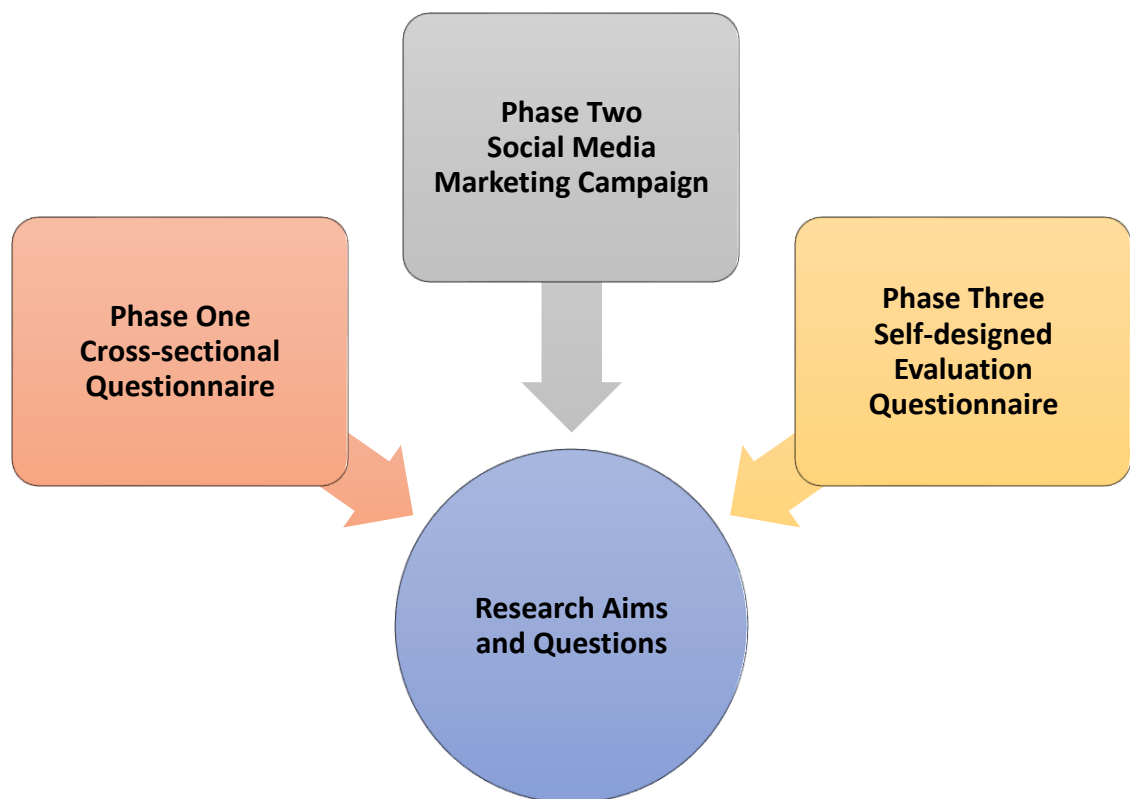 Phase Two
Social Media
Marketing Campaign
Phase One
Cross-sectional
Questionnaire
Phase Three
Self-designed
Evaluation
Questionnaire
Research Aims
and Questions